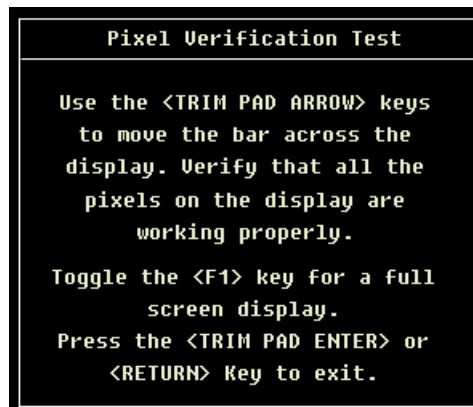 Pixel Verification Test
Use the <TRIM PAD ARROW> keys
to move the bar across the
display. Verify that all the
pixels on the display are
working properly.
Toggle the <F1> key for a full
screen display.
Press the <TRIM PAD ENTER> or
<RETURN> Key to exit.